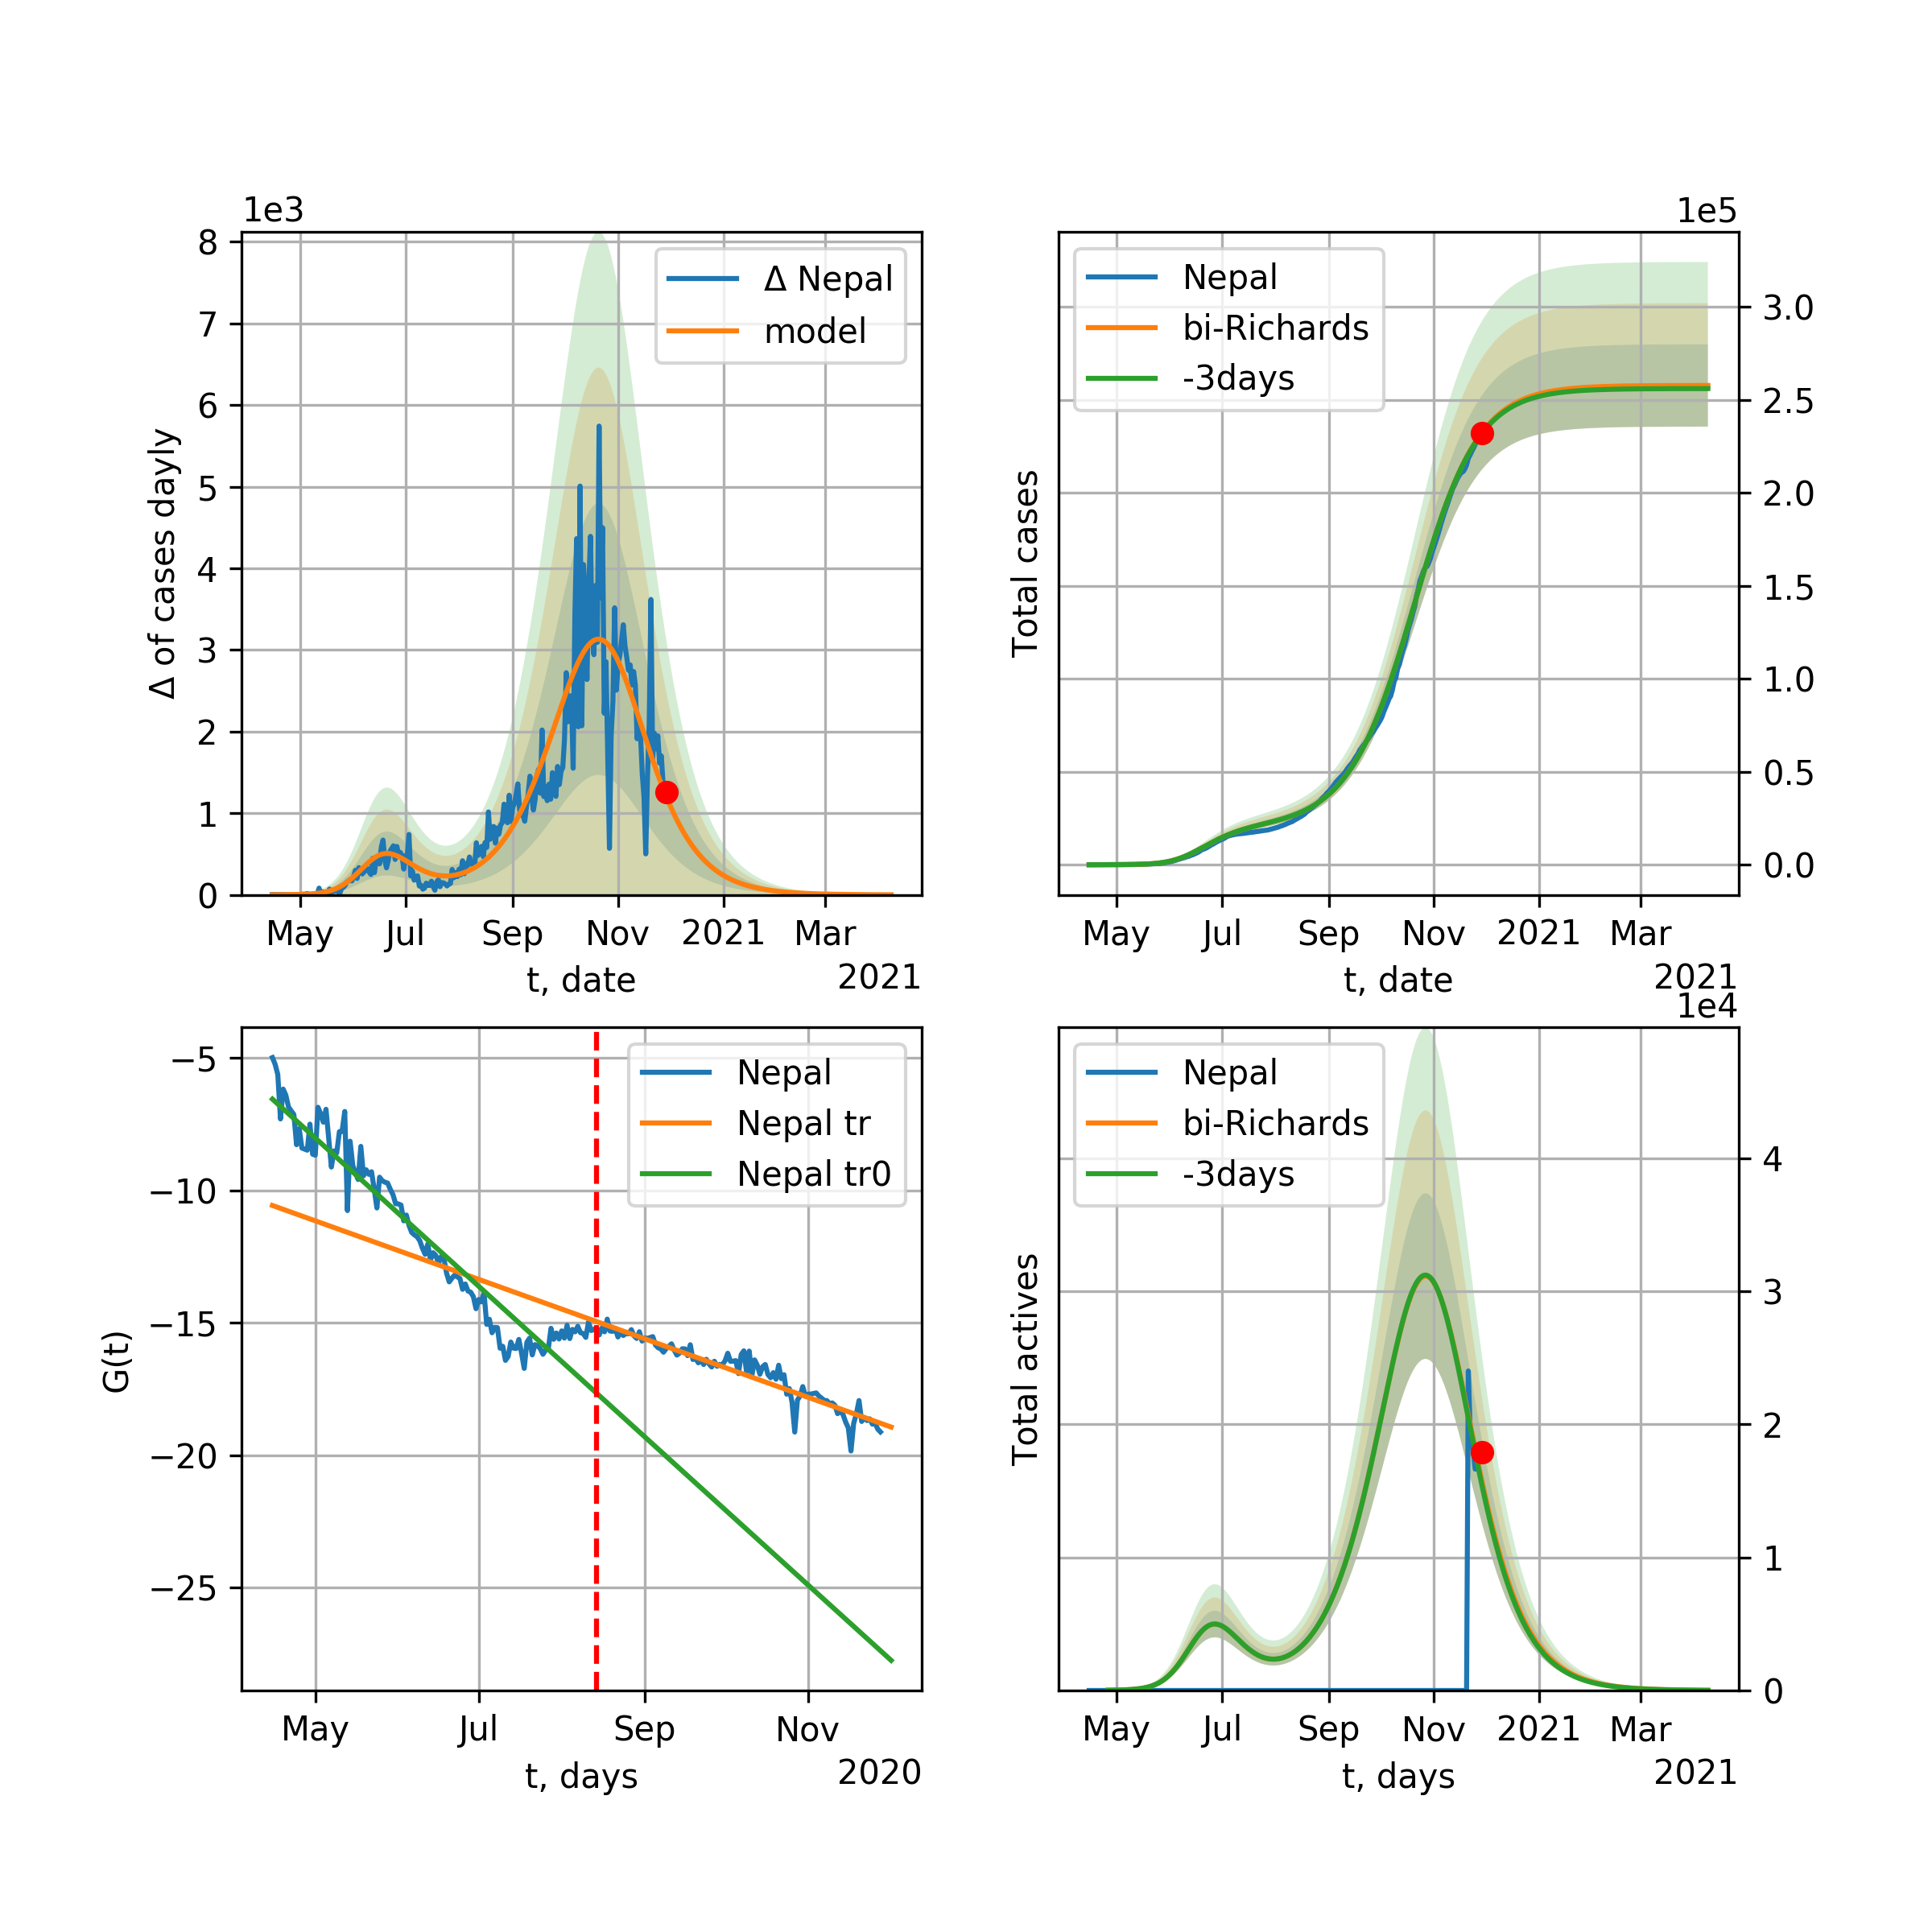 1e3
8
7
6
5
4
3
2
1
0
Δ of cases dayly
Δ Nepal
model
May Jul Sep Nov 2021 Mar
t, date
2021
1e5
Nepal
bi-Richards
-3days
Total cases
3.0
2.5
2.0
1.5
1.0
0.5
0.0
May Jul Sep Nov 2021 Mar
t, date
2021
−5
−10
−15
−20
−25
G(t)
Nepal
Nepal tr
Nepal tr0
May Jul Sep Nov
t, days
2020
1e4
Nepal
bi-Richards
-3days
Total actives
4
3
2
1
0
May Jul Sep Nov 2021 Mar
t, days
2021